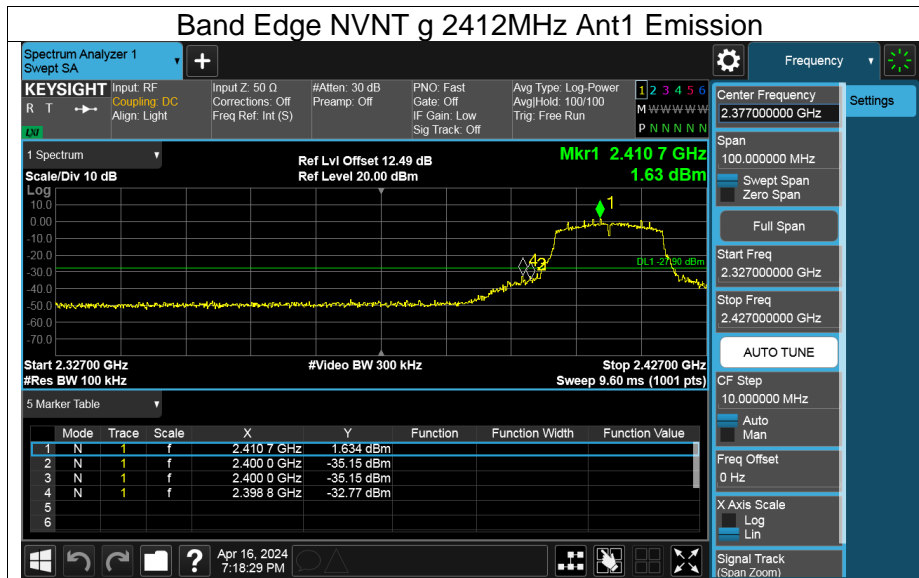 Band Edge NVNT g 2412MHz Ant1 Emission
Spectrum Analyzer 1
Swept SA
+
Frequency
KEYSIGHT
R T
LXI
Input: RF
Coupling: DC
Align: Light
Input Z: 50 Ω
Corrections: Off
Freq Ref: Int (S)
#Atten: 30 dB
Preamp: Off
PNO: Fast
Gate: Off
IF Gain: Low
Sig Track: Off
Avg Type: Log-Power
Avg|Hold: 100/100
Trig: Free Run
1 2 3 4 5 6
M W W W W W
P N N N N N
1 Spectrum
Scale/Div 10 dB
Ref Lvl Offset 12.49 dB
Ref Level 20.00 dBm
Mkr1 2.410 7 GHz
1.63 dBm
Log
10.0
0.00
-10.0
-20.0
-30.0
-40.0
-50.0
-60.0
-70.0
1
DL1 -27.90 dBm
Start 2.32700 GHz
#Res BW 100 kHz
#Video BW 300 kHz
Stop 2.42700 GHz
Sweep 9.60 ms (1001 pts)
5 Marker Table
Mode Trace Scale X Y Function Function Width Function Value
1 N 1 f 2.410 7 GHz 1.634 dBm
2 N 1 f 2.400 0 GHz -35.15 dBm
3 N 1 f 2.400 0 GHz -35.15 dBm
4 N 1 f 2.398 8 GHz -32.77 dBm
5
6
?
Apr 16, 2024
7:18:29 PM
Center Frequency
2.377000000 GHz
Span
100.000000 MHz
Swept Span
Zero Span
Full Span
Start Freq
2.327000000 GHz
Stop Freq
2.427000000 GHz
AUTO TUNE
CF Step
10.000000 MHz
Auto
Man
Freq Offset
0 Hz
X Axis Scale
Log
Lin
Signal Track
(Span Zoom)
Settings